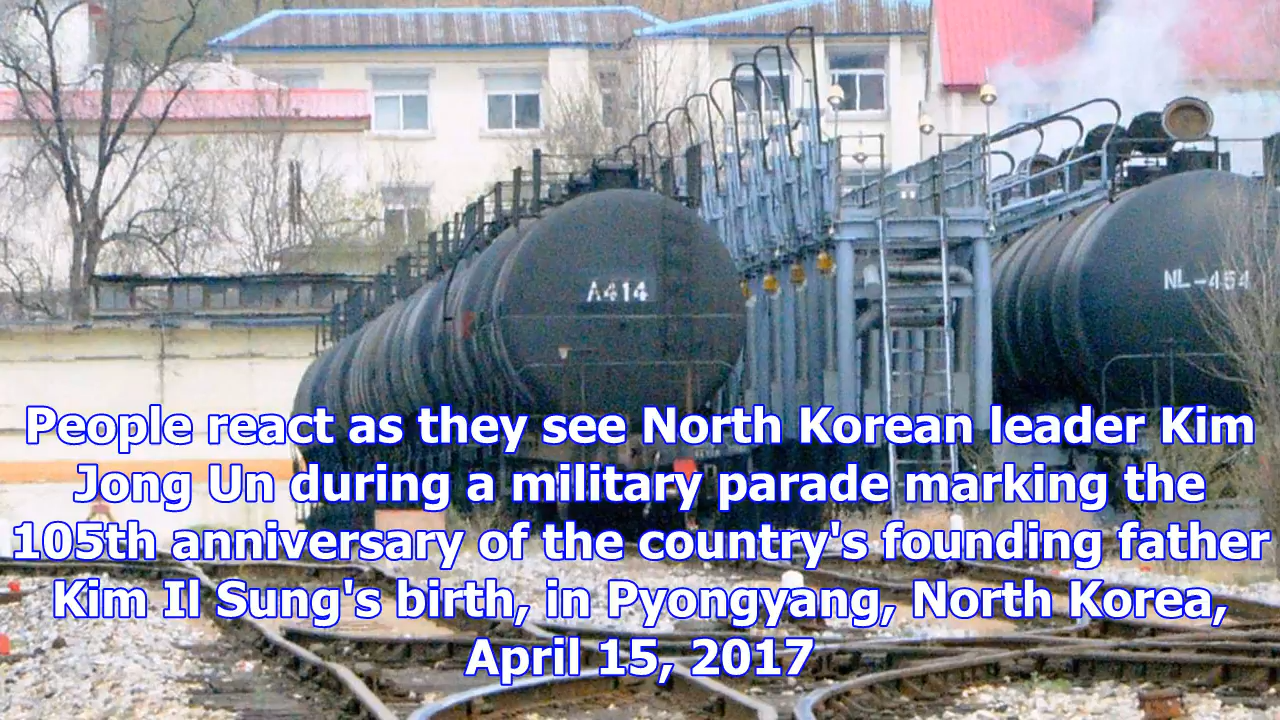 A414
NL-454
People react as they see North Korean leader Kim
Jong Un during a military parade marking the
105th anniversary of the country's founding father
Kim Il Sung's birth, in Pyongyang, North Korea,
April 15, 2017